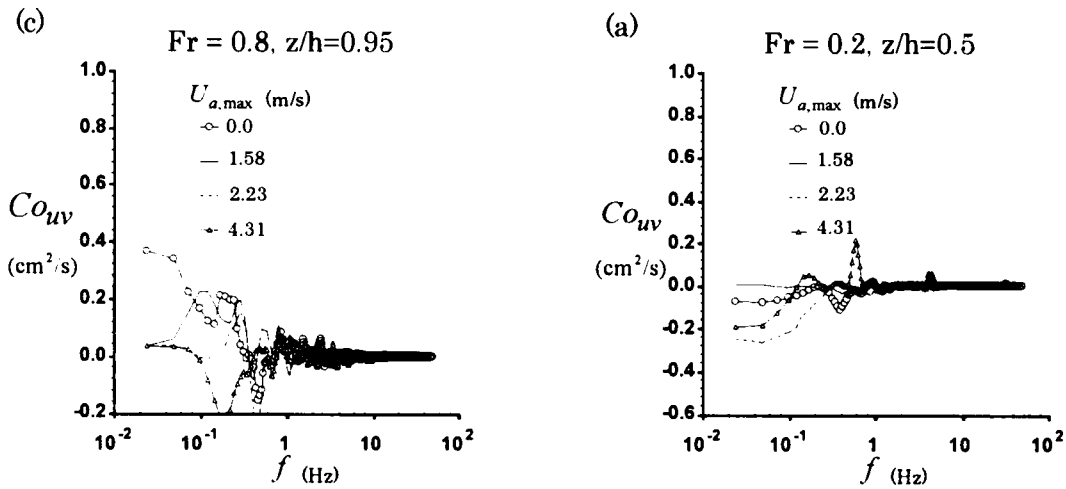 (c)
Fr = 0.8, z/h=0.95
1.0
0.8
0.6
0.4
0.2
0.0
-0.2
Co_uv
(cm²/s)
U_a,max (m/s)
0.0
1.58
2.23
4.31
10⁻² 10⁻¹ 1 10 10²
f (Hz)
(a)
Fr = 0.2, z/h=0.5
1.0
0.8
0.6
0.4
0.2
0.0
-0.2
-0.4
-0.6
Co_uv
(cm²/s)
U_a,max (m/s)
0.0
1.58
2.23
4.31
10⁻² 10⁻¹ 1 10 10²
f (Hz)